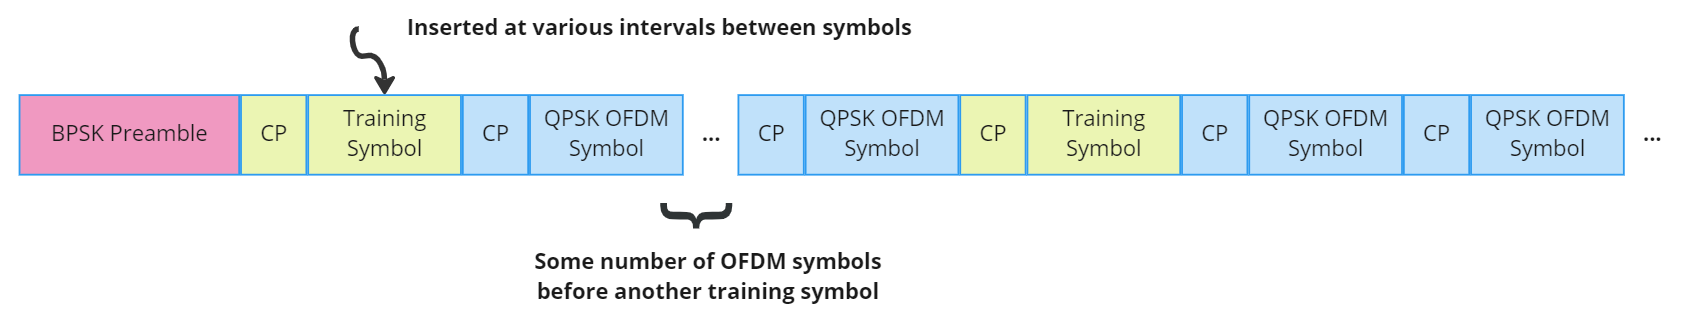 Inserted at various intervals between symbols
BPSK Preamble
CP
Training
Symbol
CP
QPSK OFDM
Symbol
...
CP
QPSK OFDM
Symbol
CP
Training
Symbol
CP
QPSK OFDM
Symbol
CP
QPSK OFDM
Symbol
...
Some number of OFDM symbols
before another training symbol